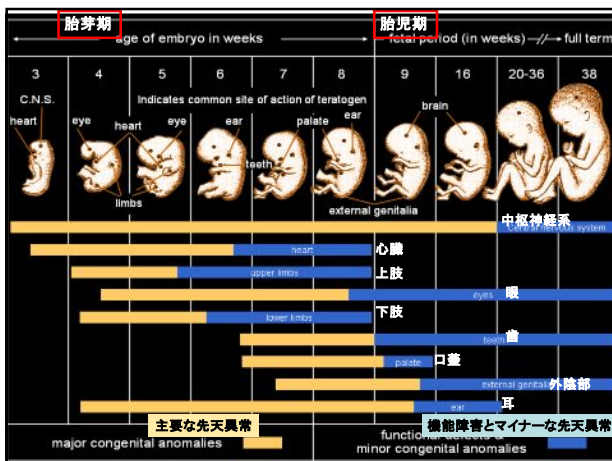 胎芽期 胎児期
age of embryo in weeks fetal period (in weeks) full term
3 4 5 6 7 8 9 16 20-36 38
C.N.S. Indicates common site of action of teratogen
heart eye heart eye ear palate ear brain
teeth
limbs external genitalia
中枢神経系
central nervous system
heart 心臓
upper limbs 上肢
eyes 眼
lower limbs 下肢
teeth 歯
palate 口蓋
external genitalia 外陰部
ear 耳
主要な先天異常 機能障害とマイナーな先天異常
major congenital anomalies functional defects &
minor congenital anomalies